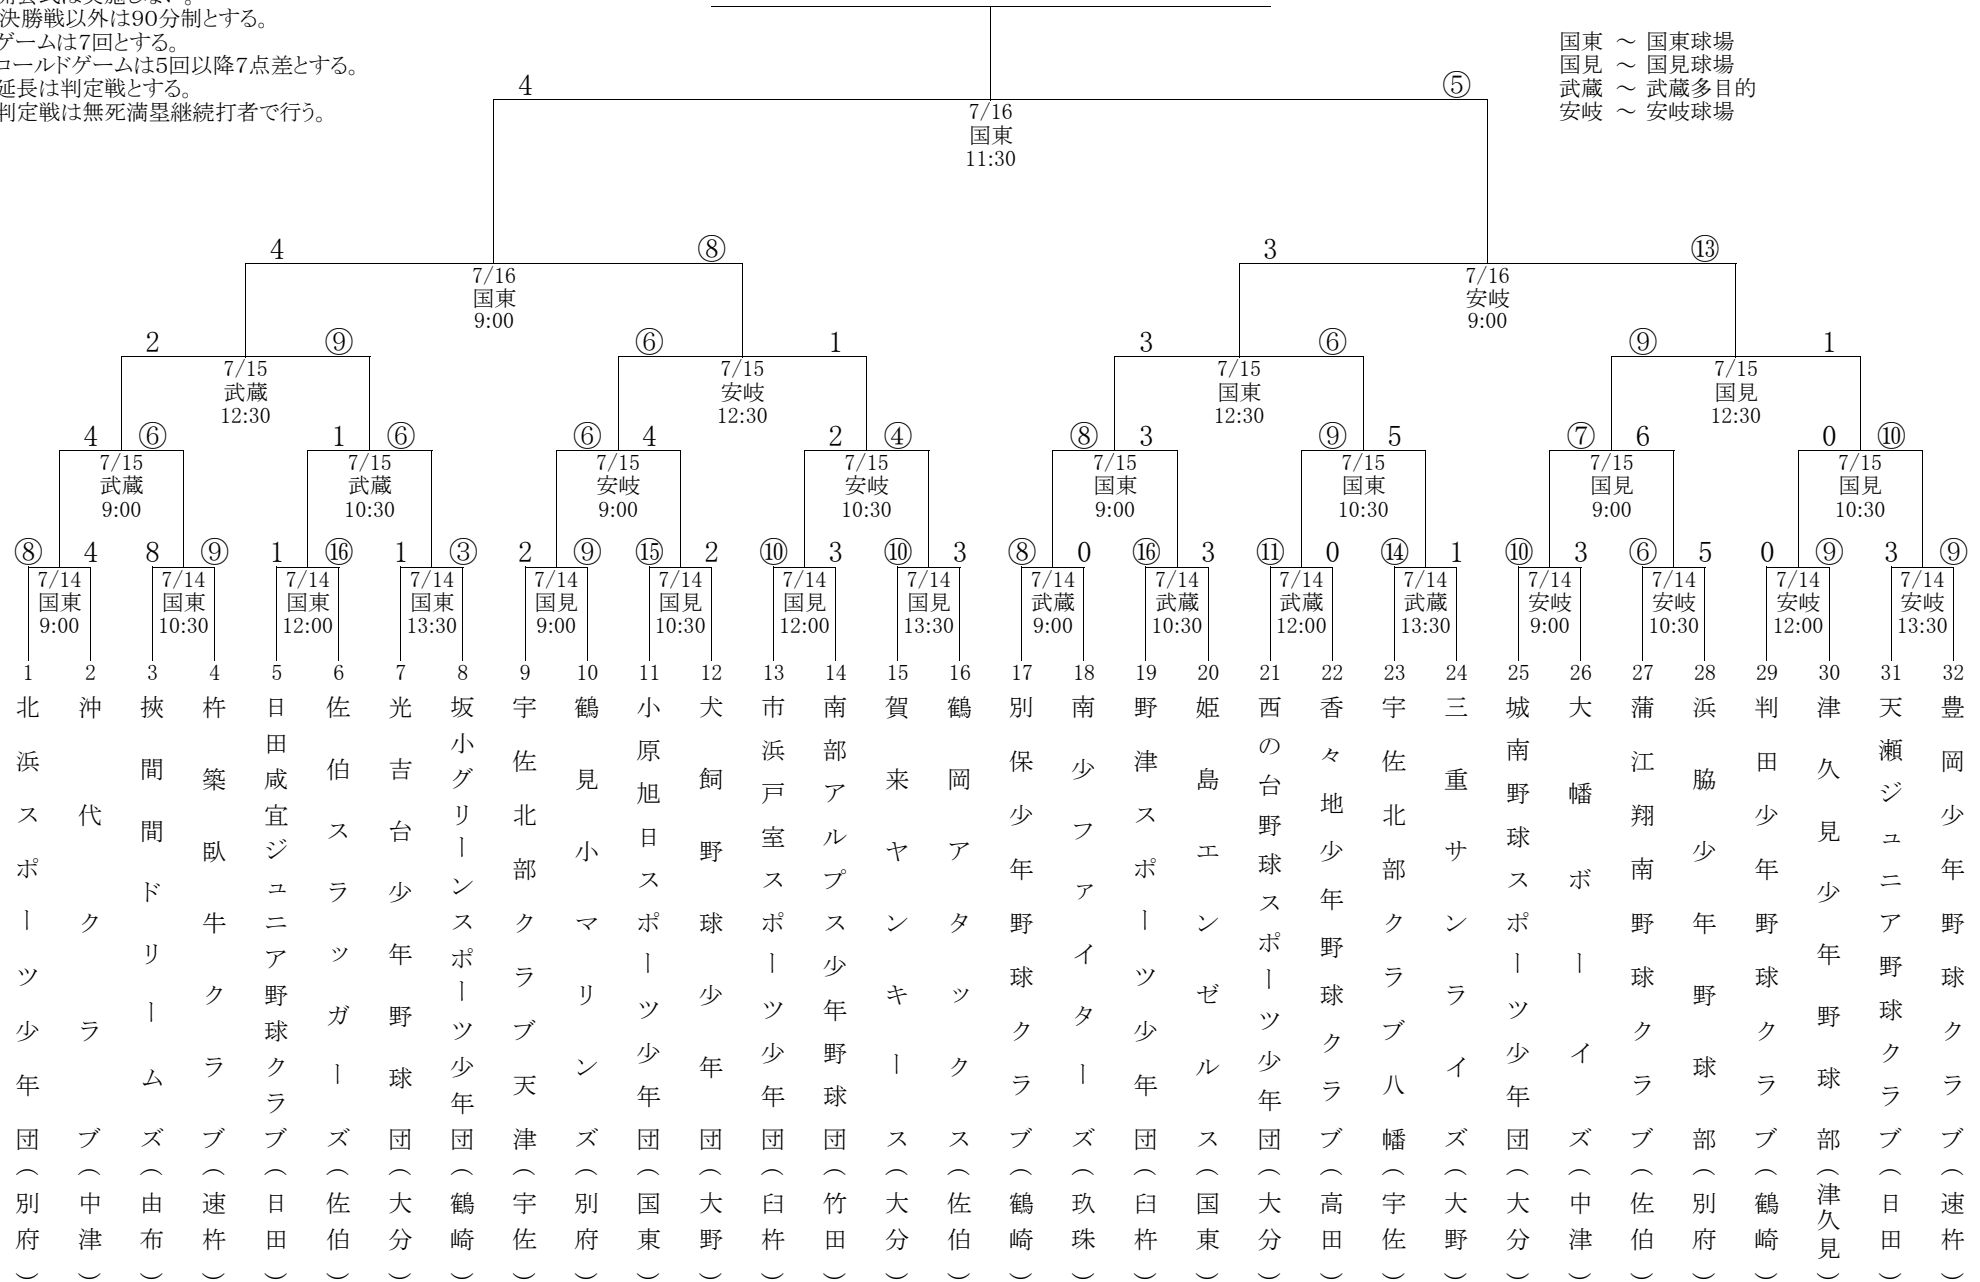 決勝戦以外は90分制とする。
ゲームは7回とする。
コールドゲームは5回以降7点差とする。
延長は判定戦とする。
判定戦は無死満塁継続打者で行う。
国東 ～ 国東球場
国見 ～ 国見球場
武蔵 ～ 武蔵多目的
安岐 ～ 安岐球場
4 ⑤
7/16
国東
11:30
4 ⑧ 3 ⑬
7/16 7/16
国東 安岐
9:00 9:00
2 ⑨ ⑥ 1 3 ⑥ ⑨ 1
7/15 7/15 7/15 7/15
武蔵 安岐 国東 国見
12:30 12:30 12:30 12:30
4 ⑥ 1 ⑥ ⑥ 4 2 ④ ⑧ 3 ⑨ 5 ⑦ 6 0 ⑩
7/15 7/15 7/15 7/15 7/15 7/15 7/15 7/15
武蔵 武蔵 安岐 安岐 国東 国東 国見 国見
9:00 10:30 9:00 10:30 9:00 10:30 9:00 10:30
⑧ 4 8 ⑨ 1 ⑯ 1 ③ 2 ⑨ ⑮ 2 ⑩ 3 ⑩ 3 ⑧ 0 ⑯ 3 ⑪ 0 ⑭ 1 ⑩ 3 ⑥ 5 0 ⑨ 3 ⑨
7/14 7/14 7/14 7/14 7/14 7/14 7/14 7/14 7/14 7/14 7/14 7/14 7/14 7/14 7/14 7/14
国東 国東 国東 国東 国見 国見 国見 国見 武蔵 武蔵 武蔵 武蔵 安岐 安岐 安岐 安岐
9:00 10:30 12:00 13:30 9:00 10:30 12:00 13:30 9:00 10:30 12:00 13:30 9:00 10:30 12:00 13:30
1 2 3 4 5 6 7 8 9 10 11 12 13 14 15 16 17 18 19 20 21 22 23 24 25 26 27 28 29 30 31 32
北浜スポーツ少年団(別府)
沖代クラブ(中津)
挾間間ドリームズ(由布)
杵築臥牛クラブ(速杵)
日田咸宜ジュニア野球クラブ(日田)
佐伯スラッガーズ(佐伯)
光吉台少年野球団(大分)
坂小グリーンスポーツ少年団(鶴崎)
宇佐北部クラブ天津(宇佐)
鶴見小マリンズ(別府)
小原旭日スポーツ少年団(国東)
犬飼野球少年団(大野)
市浜戸室スポーツ少年団(臼杵)
南部アルプス少年野球団(竹田)
賀来ヤンキース(大分)
鶴岡アタックス(佐伯)
別保少年野球クラブ(鶴崎)
南少ファイターズ(玖珠)
野津スポーツ少年団(臼杵)
姫島エンゼルス(国東)
西の台野球スポーツ少年団(大分)
香々地少年野球クラブ(高田)
宇佐北部クラブ八幡(宇佐)
三重サンライズ(大野)
城南野球スポーツ少年団(大分)
大幡ボーイズ(中津)
蒲江翔南野球クラブ(佐伯)
浜脇少年野球部(別府)
判田少年野球クラブ(鶴崎)
津久見少年野球部(津久見)
天瀬ジュニア野球クラブ(日田)
豊岡少年野球クラブ(速杵)